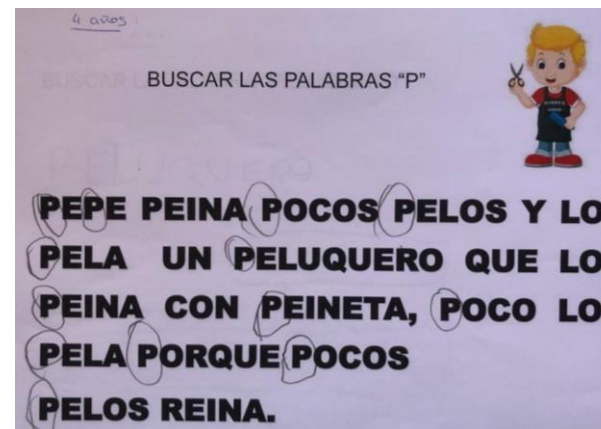 4 años
BUSCAR LAS PALABRAS "P"
PEPE PEINA POCOS PELOS Y LO
PELA UN PELUQUERO QUE LO
PEINA CON PEINETA, POCO LO
PELA PORQUE POCOS
PELOS REINA.